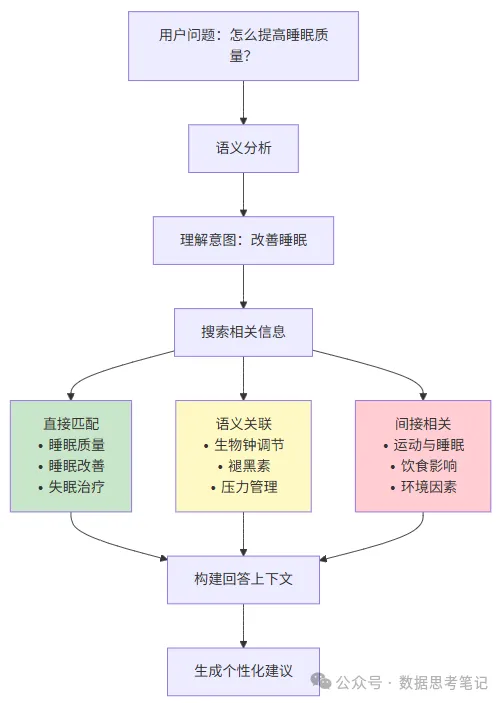 用户问题：怎么提高睡眠质
量？
语义分析
理解意图：改善睡眠
搜索相关信息
直接匹配
• 睡眠质量
• 睡眠改善
• 失眠治疗
语义关联
• 生物钟调节
• 褪黑素
• 压力管理
间接相关
• 运动与睡眠
• 饮食影响
• 环境因素
构建回答上下文
生成个性化建议
公众号 · 数据思考笔记